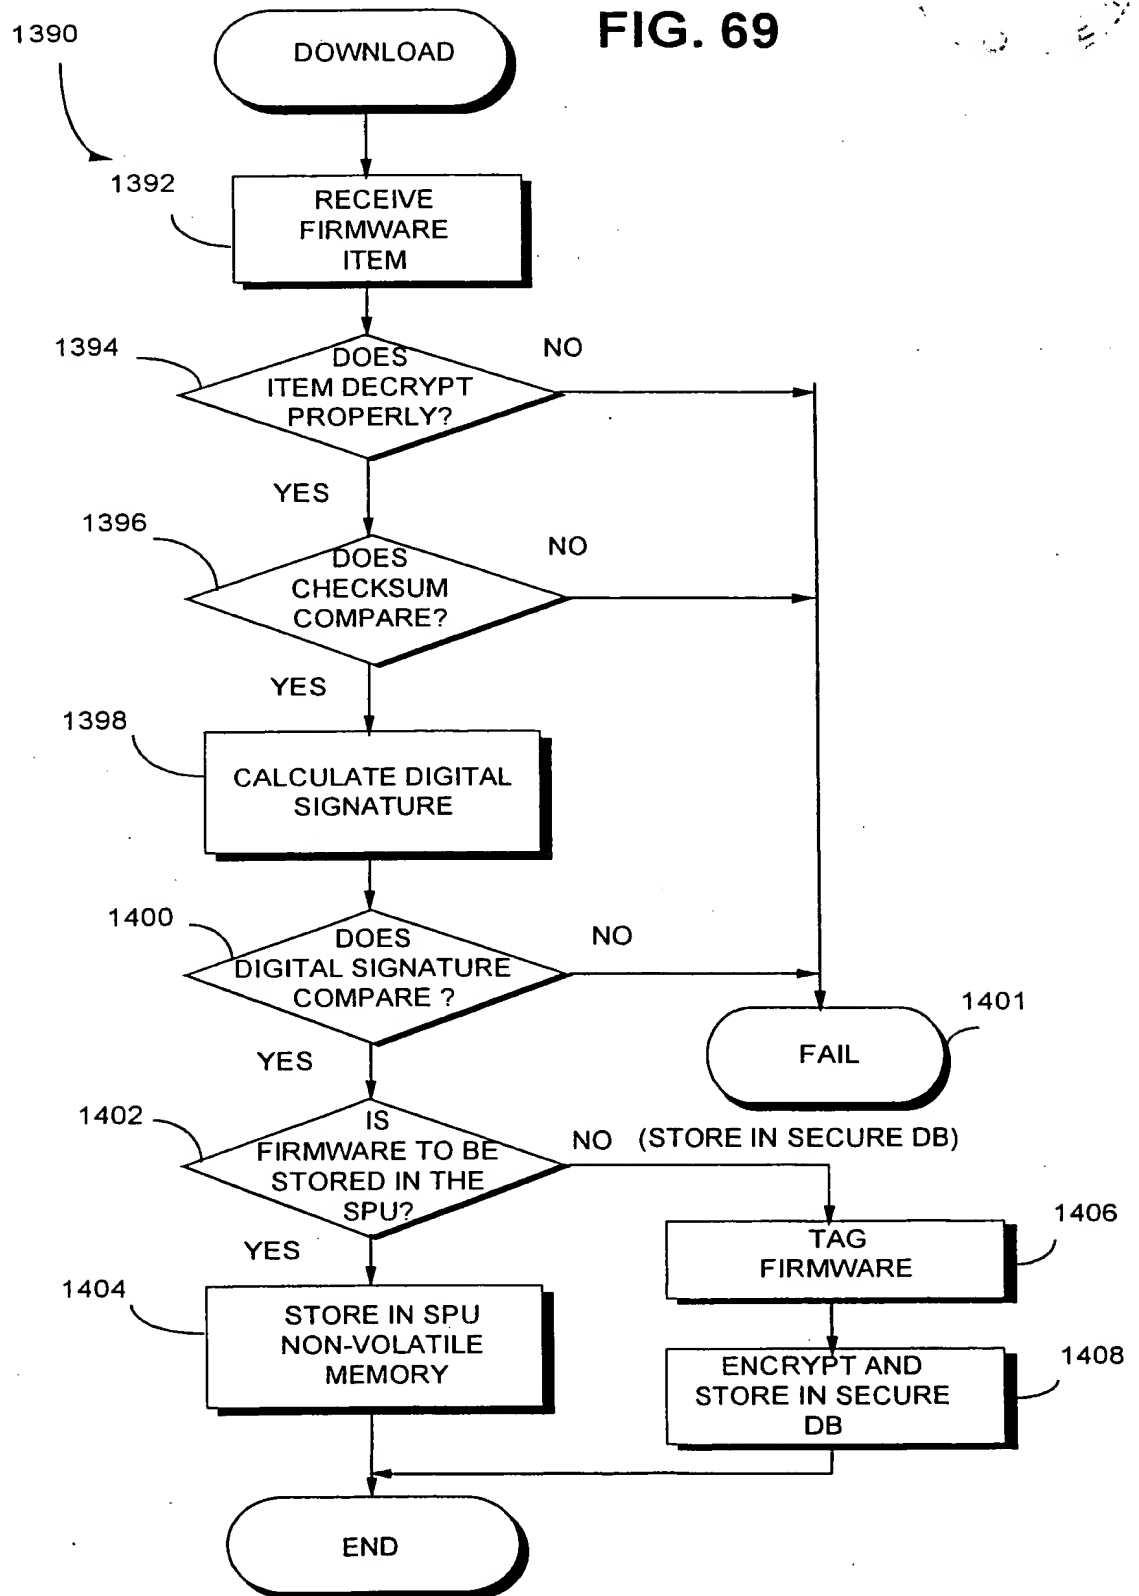 FIG. 69
1390
DOWNLOAD
1392
RECEIVE
FIRMWARE
ITEM
1394
DOES
ITEM DECRYPT
PROPERLY?
NO
YES
1396
DOES
CHECKSUM
COMPARE?
NO
YES
1398
CALCULATE DIGITAL
SIGNATURE
1400
DOES
DIGITAL SIGNATURE
COMPARE ?
NO
1401
FAIL
YES
1402
IS
FIRMWARE TO BE
STORED IN THE
SPU?
NO (STORE IN SECURE DB)
YES
1406
TAG
FIRMWARE
1404
STORE IN SPU
NON-VOLATILE
MEMORY
1408
ENCRYPT AND
STORE IN SECURE
DB
END